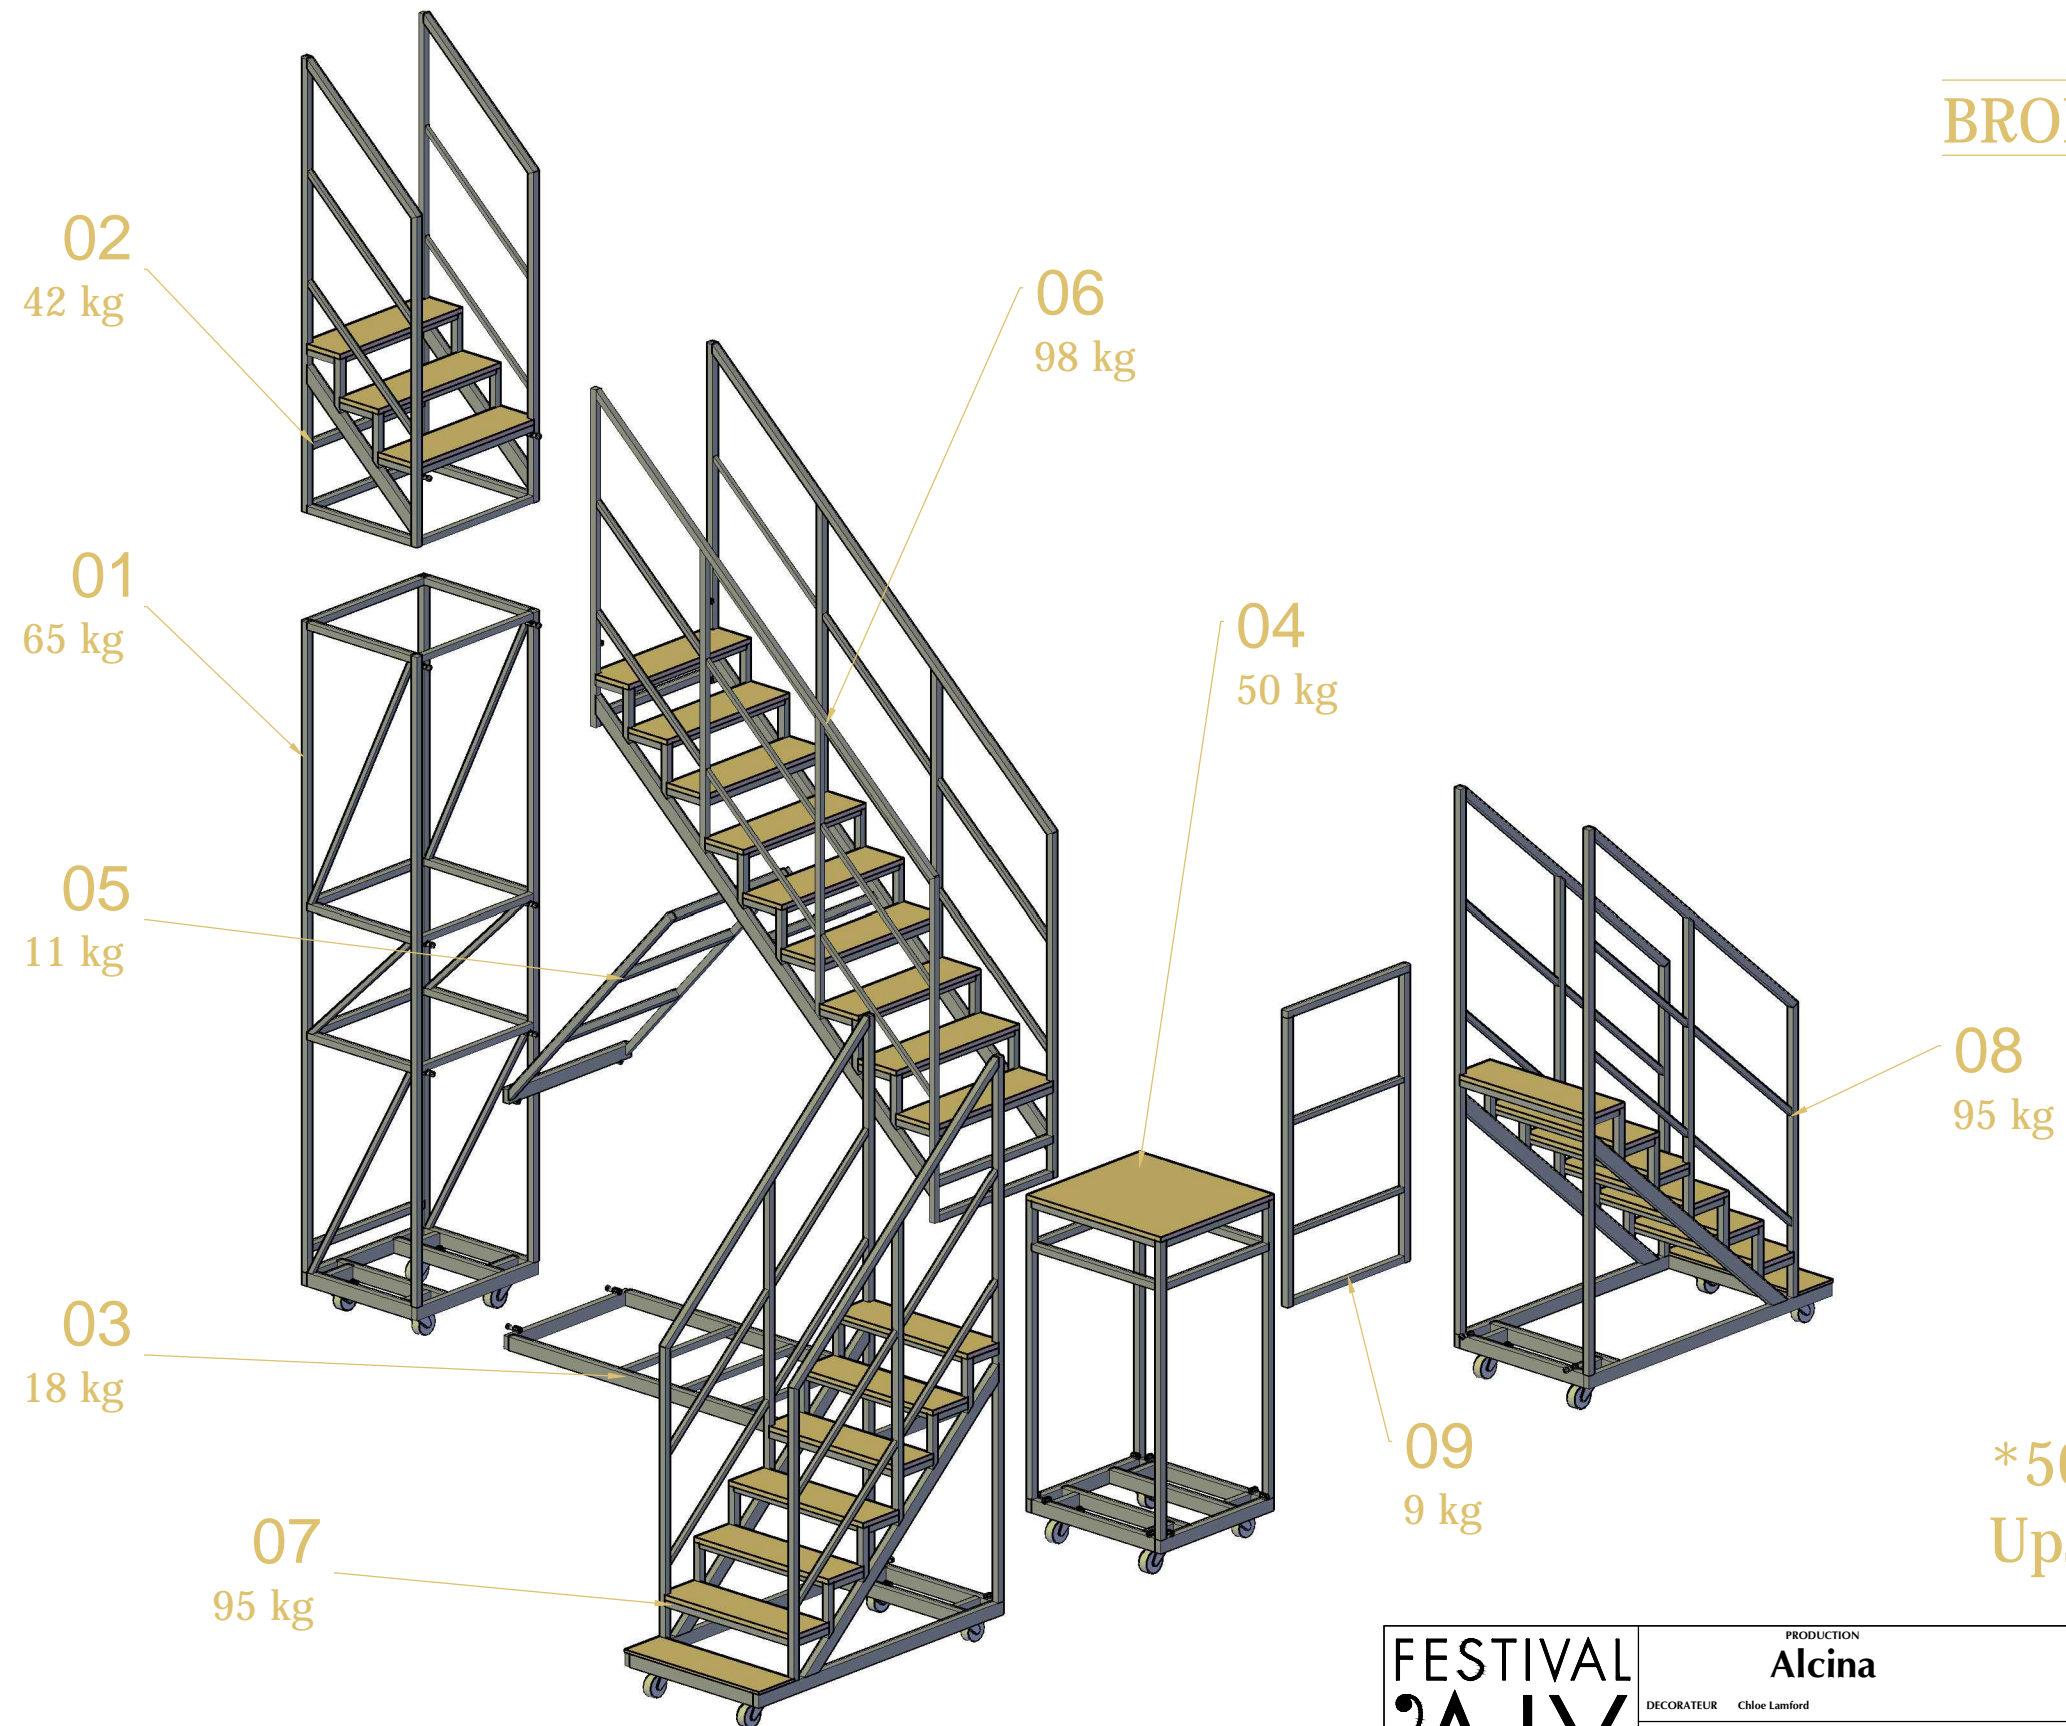 02
42 kg
06
98 kg
01
65 kg
04
50 kg
05
11 kg
08
95 kg
03
18 kg
09
9 kg
07
95 kg
FESTIVAL
PRODUCTION
Alcina
DECORATEUR Chloe Lamford